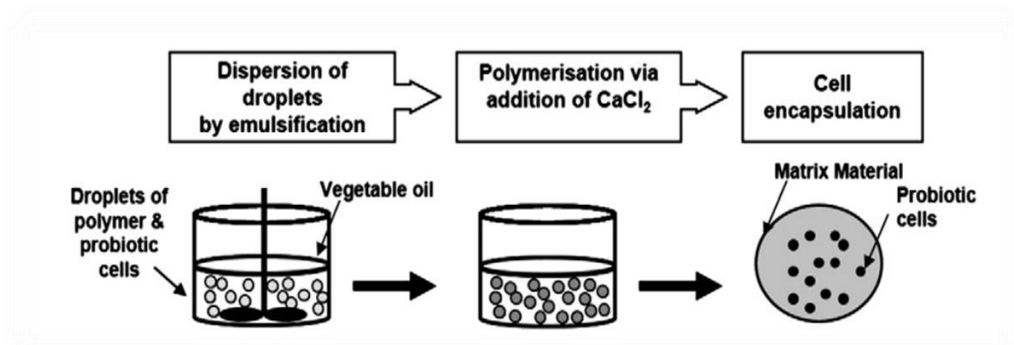 Dispersion of
droplets
by emulsification
Polymerisation via
addition of CaCl₂
Cell
encapsulation
Droplets of
polymer &
probiotic
cells
Vegetable oil
Matrix Material
Probiotic
cells